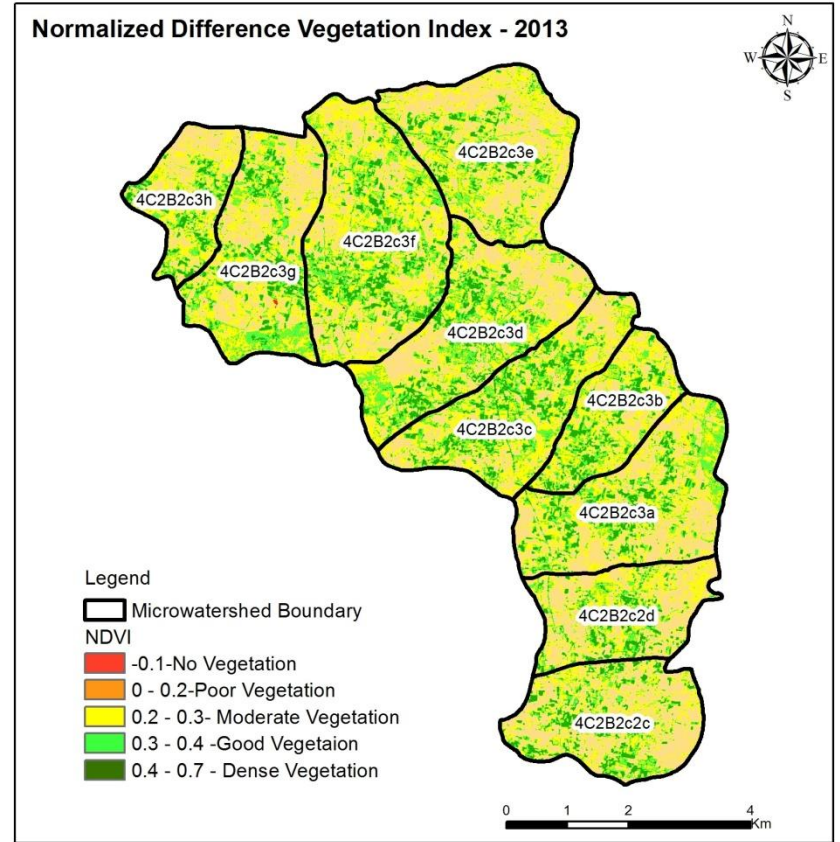 Normalized Difference Vegetation Index - 2013
N
W E
S
4C2B2c3e
4C2B2c3h
4C2B2c3f
4C2B2c3g
4C2B2c3d
4C2B2c3b
4C2B2c3c
4C2B2c3a
4C2B2c2d
4C2B2c2c
Legend
Microwatershed Boundary
NDVI
-0.1-No Vegetation
0 - 0.2-Poor Vegetation
0.2 - 0.3- Moderate Vegetation
0.3 - 0.4 -Good Vegetaion
0.4 - 0.7 - Dense Vegetation
0 1 2 4
Km